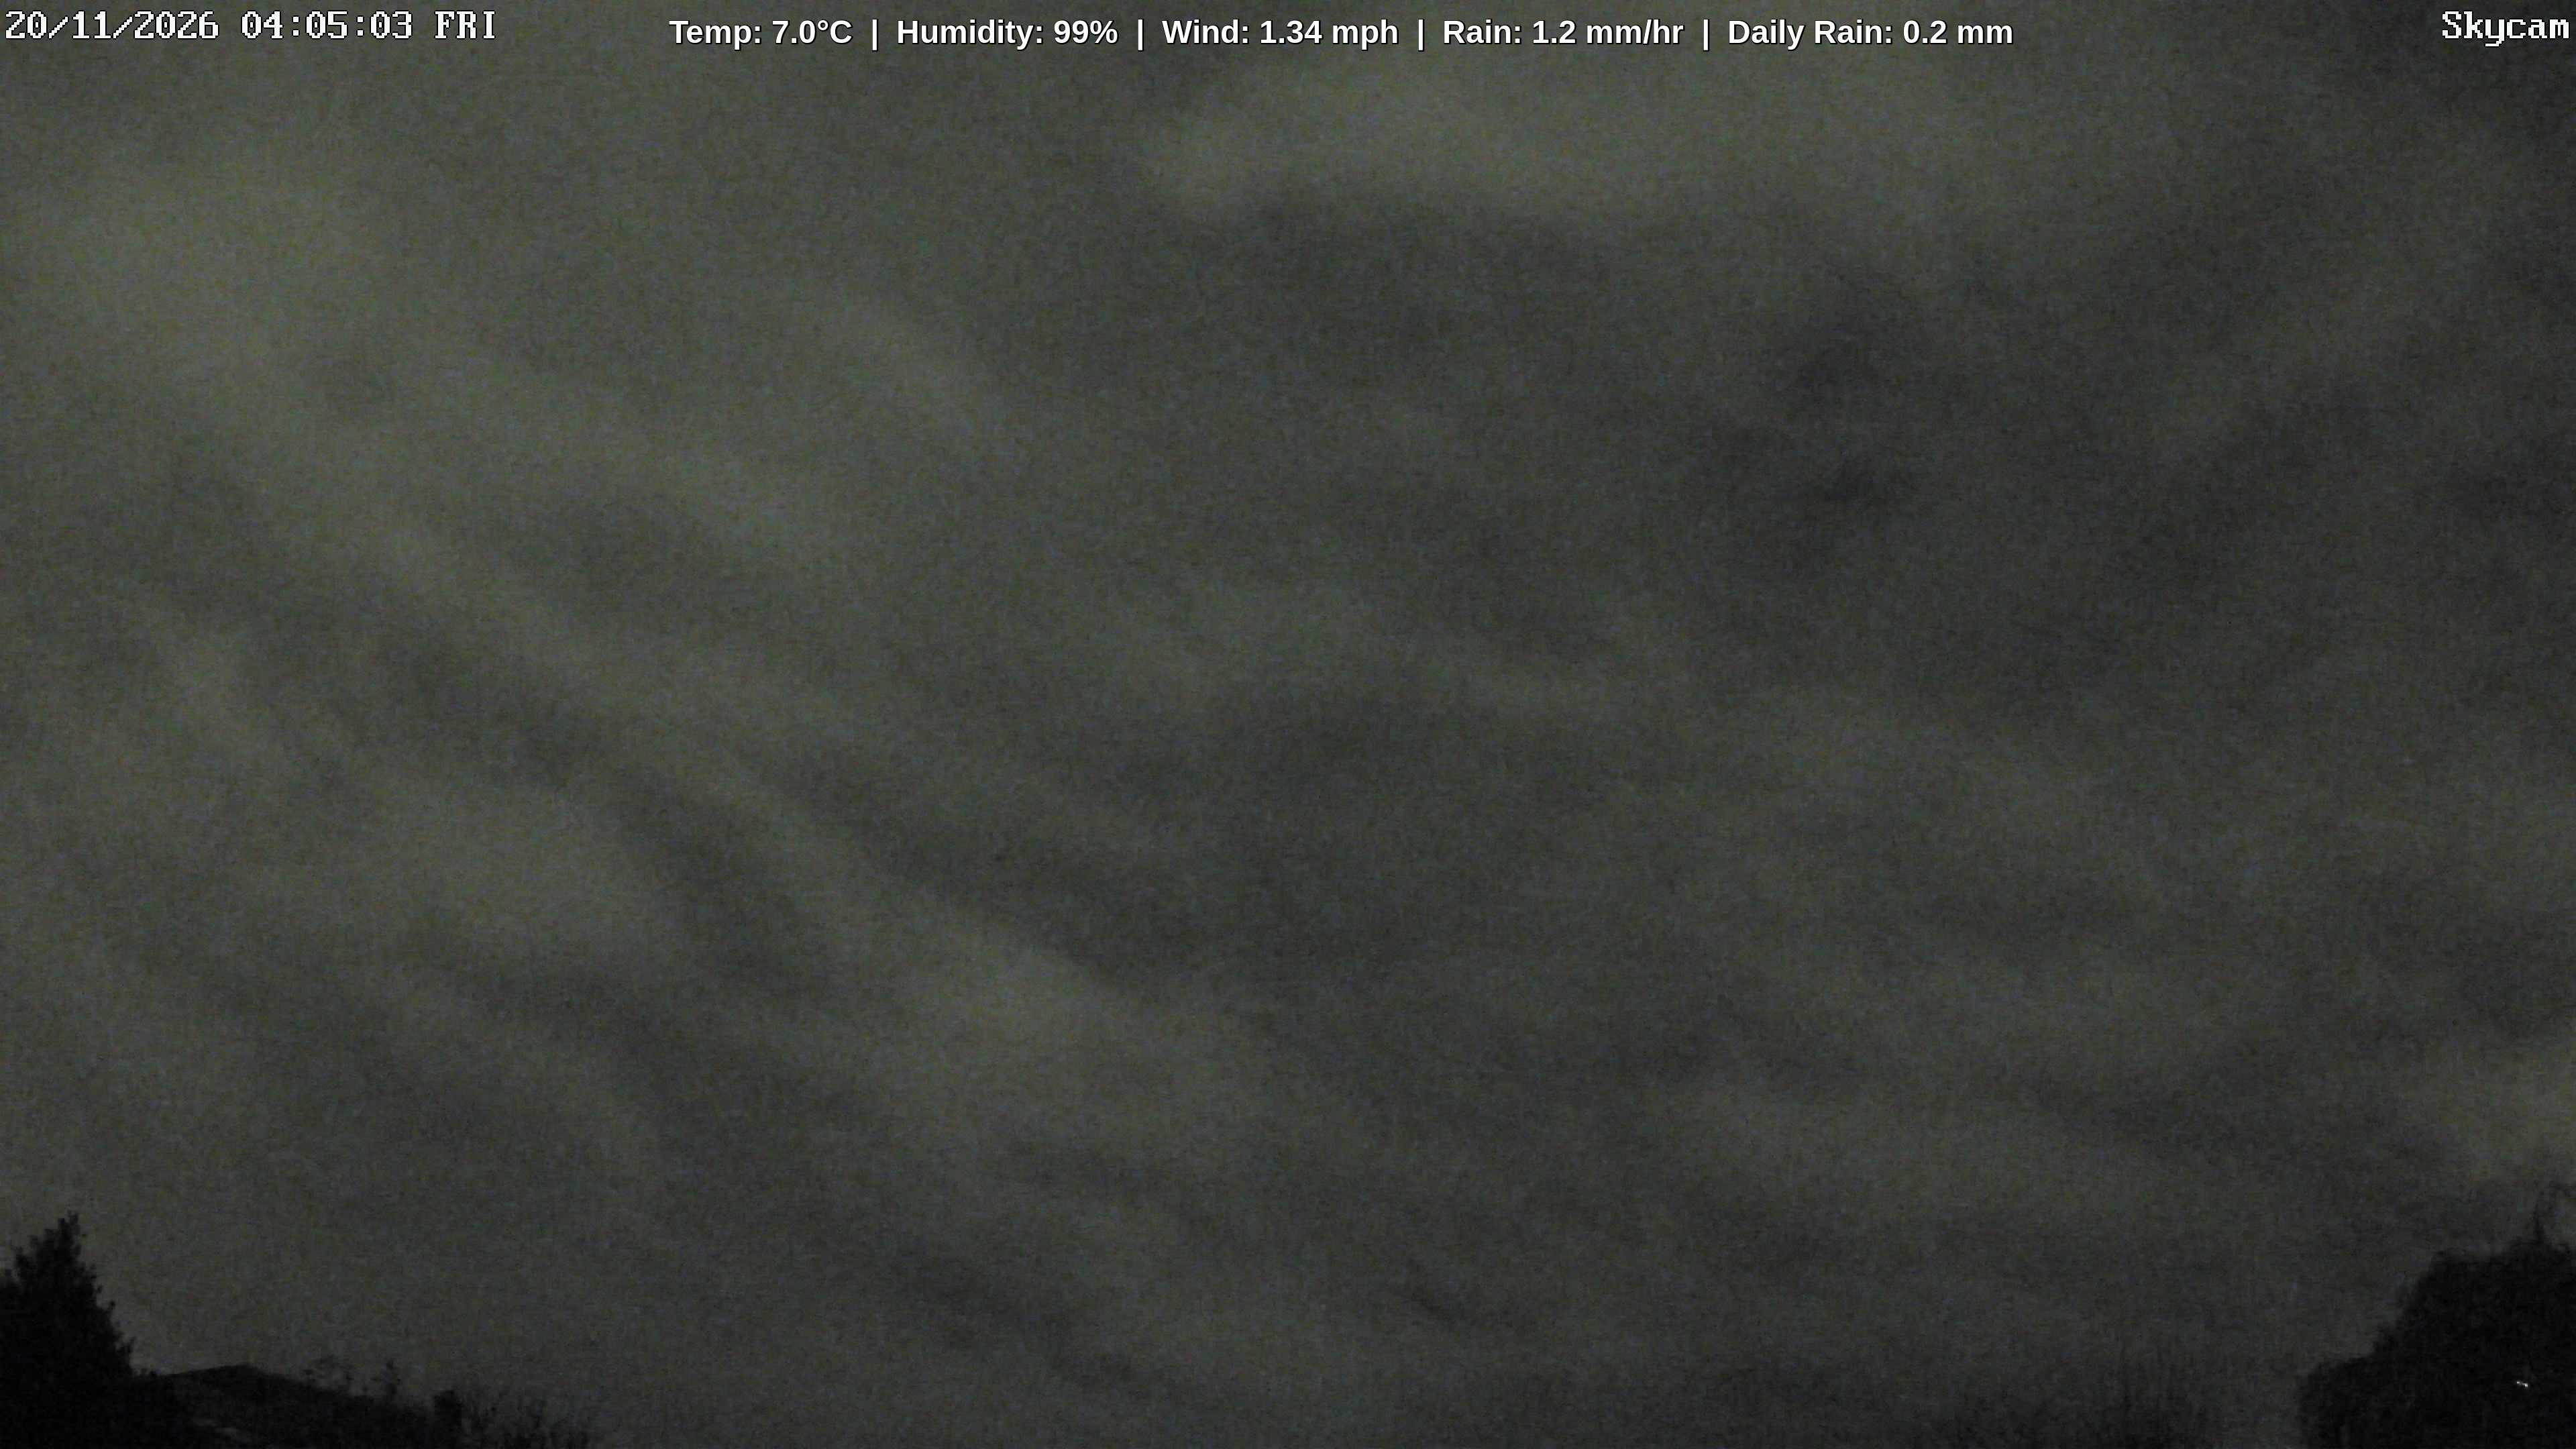 20/11/2026 04:05:03 FRI
Temp: 7.0°C | Humidity: 99% | Wind: 1.34 mph | Rain: 1.2 mm/hr | Daily Rain: 0.2 mm
Skycam